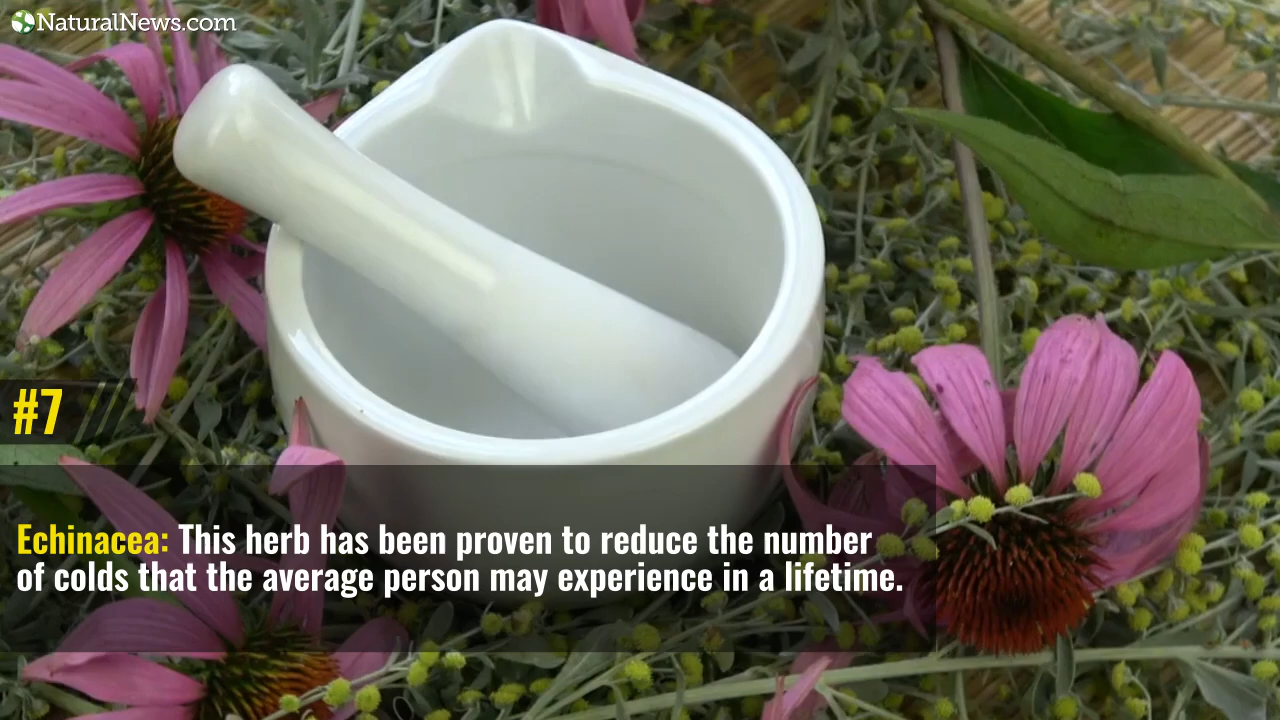 NaturalNews.com
#7
Echinacea: This herb has been proven to reduce the number
of colds that the average person may experience in a lifetime.